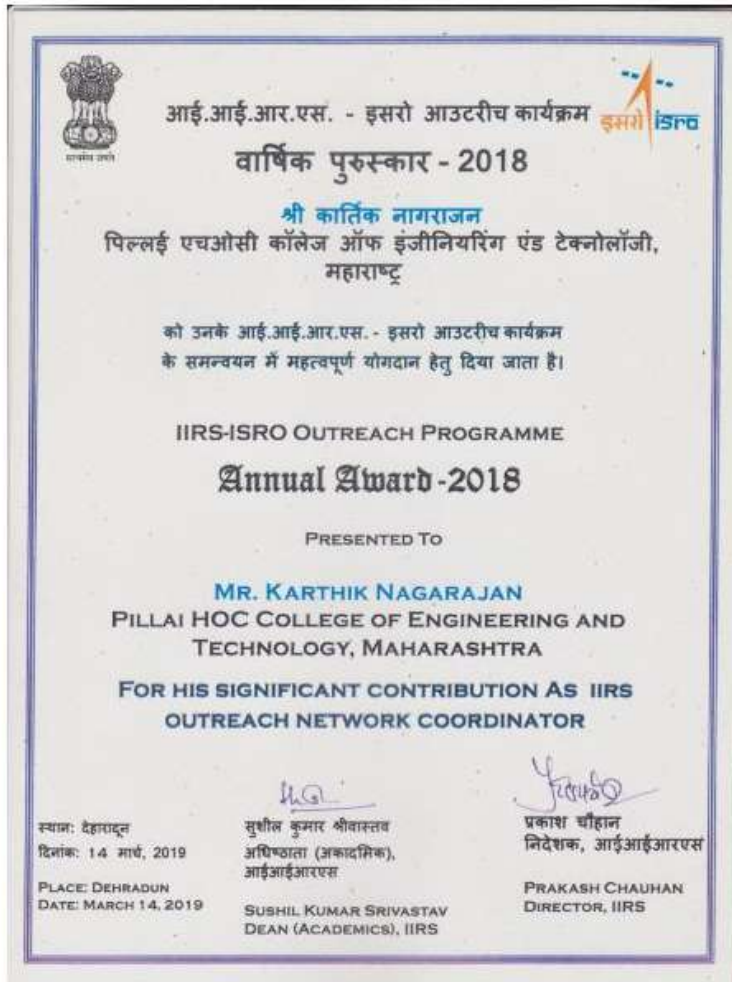 आई.आई.आर.एस. - इसरो आउटरीच कार्यक्रम
इसरो isro
सत्यमेव जयते
वार्षिक पुरुस्कार - 2018
श्री कार्तिक नागराजन
पिल्लई एचओसी कॉलेज ऑफ इंजीनियरिंग एंड टेक्नोलॉजी,
महाराष्ट्र
को उनके आई.आई.आर.एस. - इसरो आउटरीच कार्यक्रम
के समन्वयन में महत्वपूर्ण योगदान हेतु दिया जाता है।
IIRS-ISRO OUTREACH PROGRAMME
Annual Award-2018
PRESENTED TO
MR. KARTHIK NAGARAJAN
PILLAI HOC COLLEGE OF ENGINEERING AND
TECHNOLOGY, MAHARASHTRA
FOR HIS SIGNIFICANT CONTRIBUTION AS IIRS
OUTREACH NETWORK COORDINATOR
स्थान: देहारादून
दिनांक: 14 मार्च, 2019
PLACE: DEHRADUN
DATE: MARCH 14, 2019
सुशील कुमार श्रीवास्तव
अधिष्ठाता (अकादमिक),
आईआईआरएस
SUSHIL KUMAR SRIVASTAV
DEAN (ACADEMICS), IIRS
प्रकाश चौहान
निदेशक, आईआईआरएस
PRAKASH CHAUHAN
DIRECTOR, IIRS